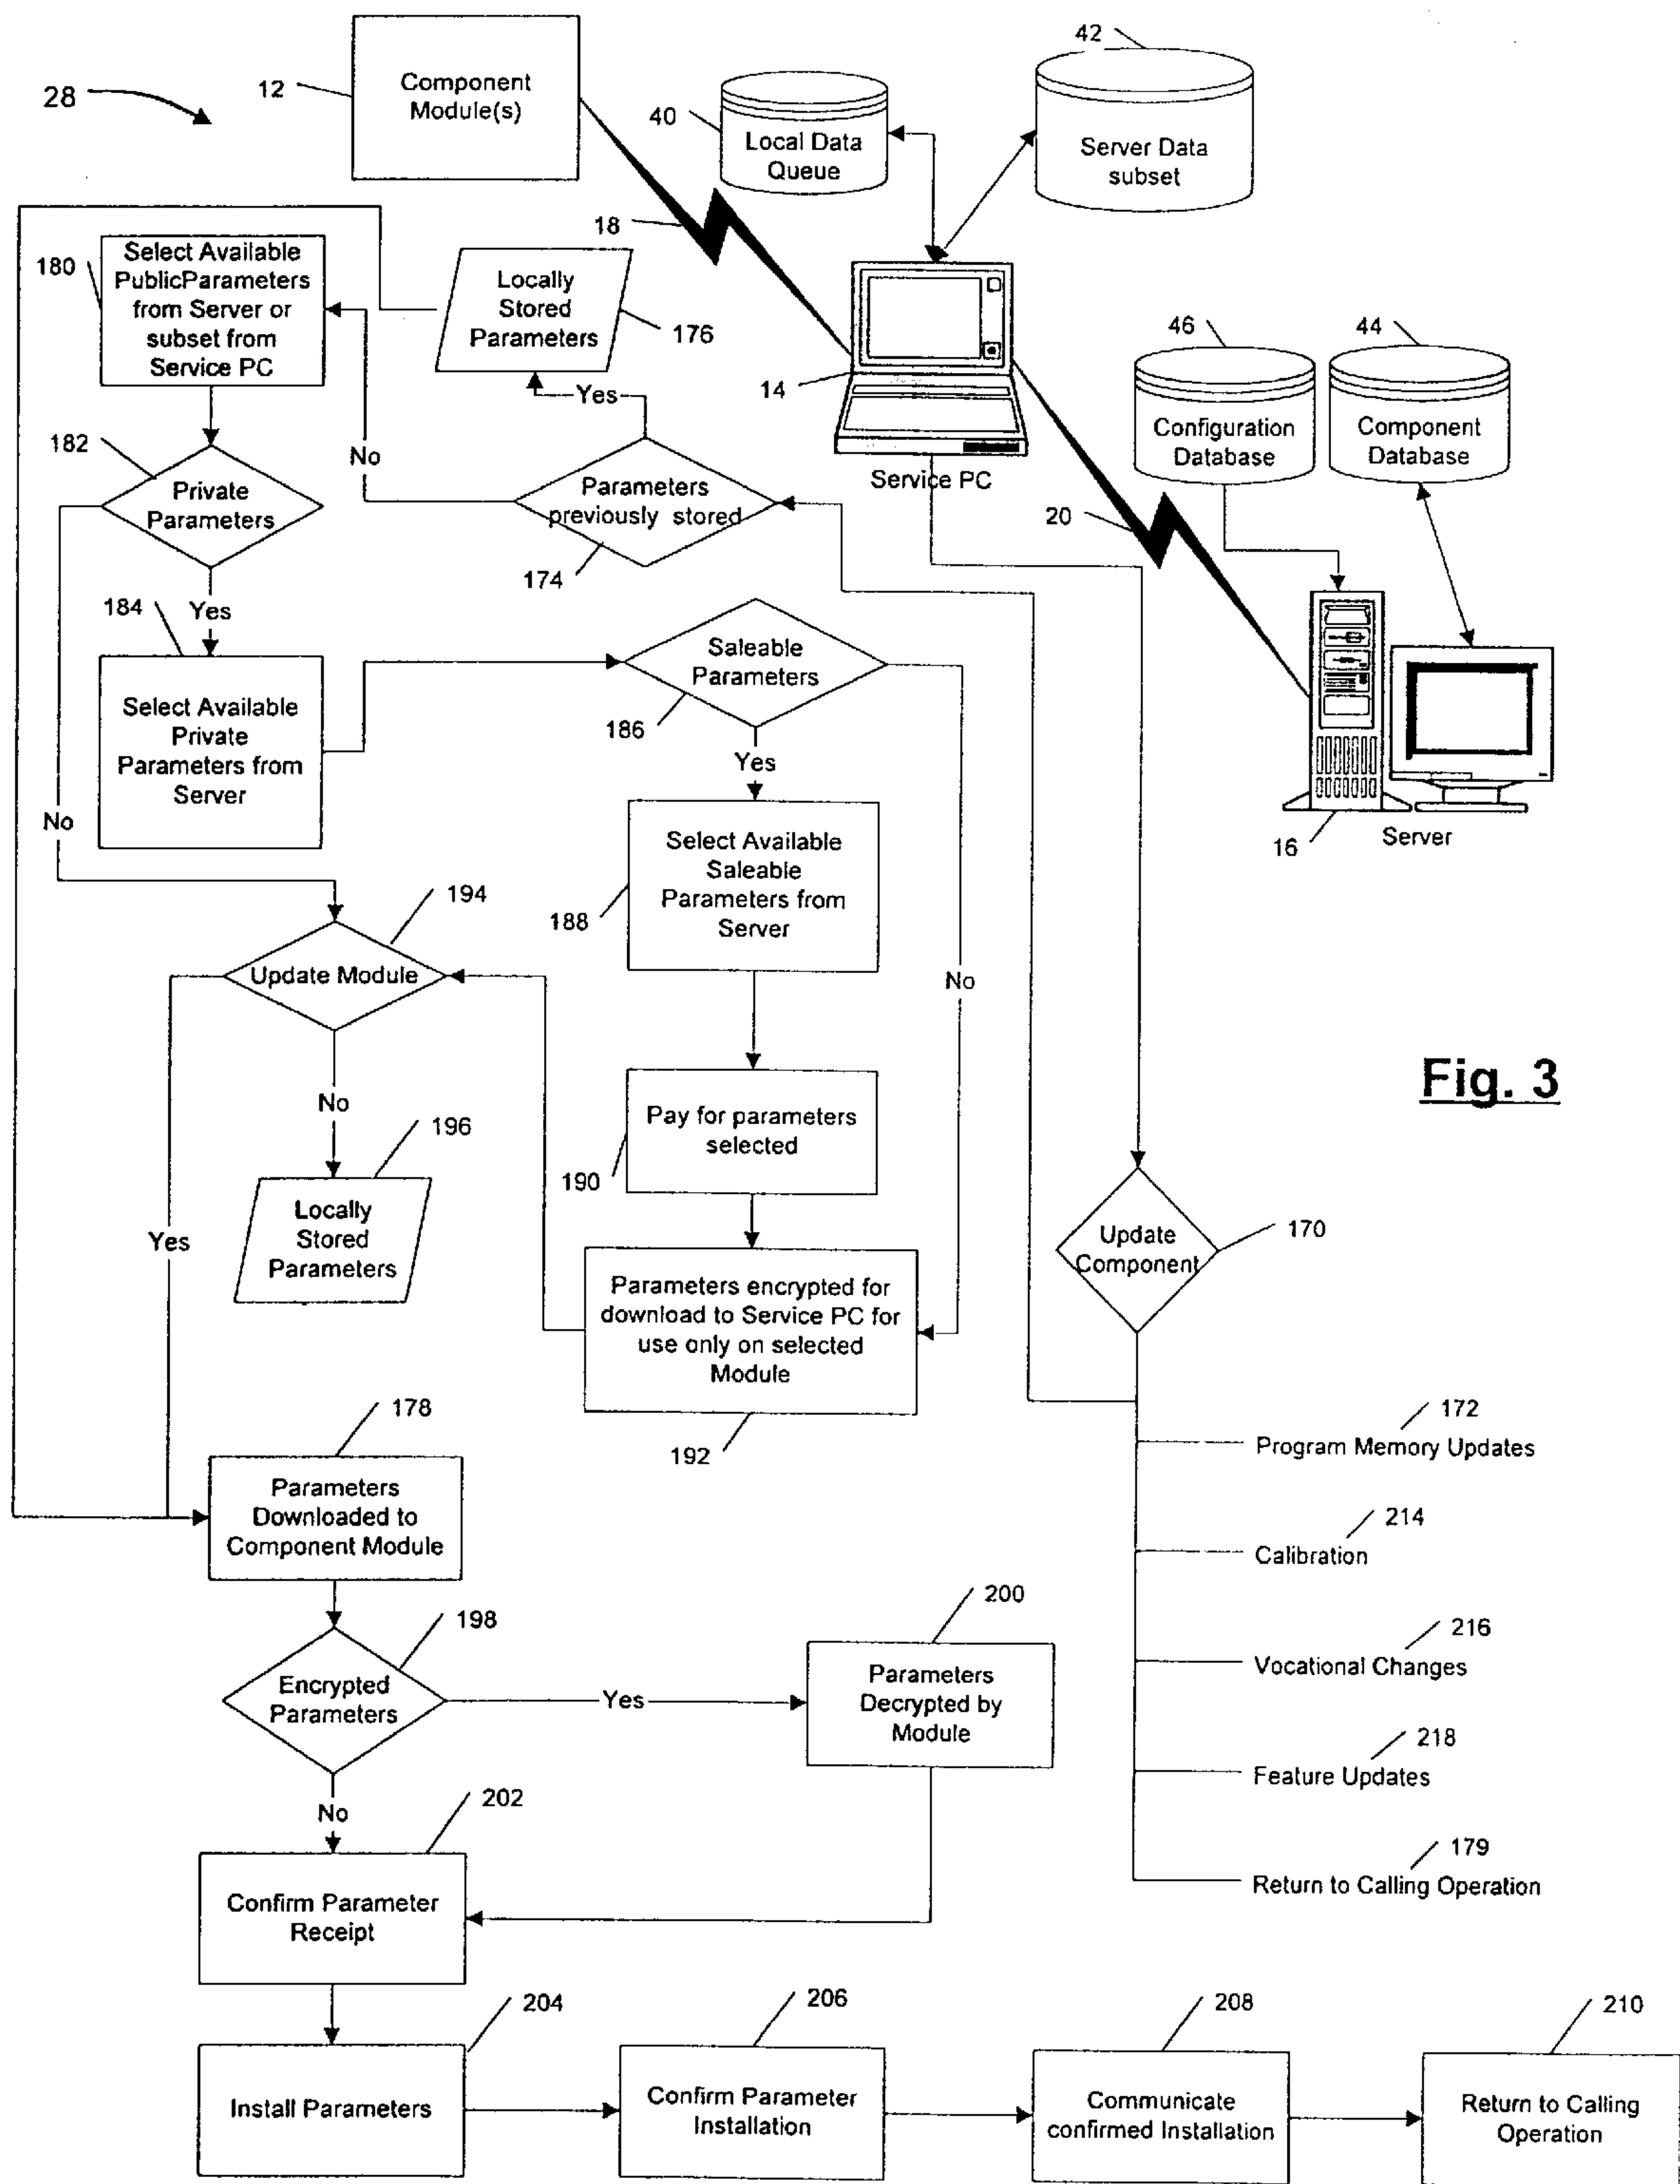 28
12
Component
Module(s)
40
Local Data
Queue
42
Server Data
subset
18
180
Select Available
PublicParameters
from Server or
subset from
Service PC
Locally
Stored
Parameters
176
Yes
14
Service PC
46
44
Configuration
Database
Component
Database
182
Private
Parameters
No
Parameters
previously stored
174
20
184
Yes
Select Available
Private
Parameters from
Server
No
Saleable
Parameters
186
Yes
16
Server
188
Select Available
Saleable
Parameters from
Server
No
194
Update Module
Fig. 3
No
196
Locally
Stored
Parameters
Yes
190
Pay for parameters
selected
Update
Component
170
Parameters encrypted for
download to Service PC for
use only on selected
Module
192
178
Parameters
Downloaded to
Component Module
172
Program Memory Updates
214
Calibration
216
Vocational Changes
218
Feature Updates
179
Return to Calling Operation
198
Encrypted
Parameters
Yes
200
Parameters
Decrypted by
Module
No
202
Confirm Parameter
Receipt
204
Install Parameters
206
Confirm Parameter
Installation
208
Communicate
confirmed Installation
210
Return to Calling
Operation